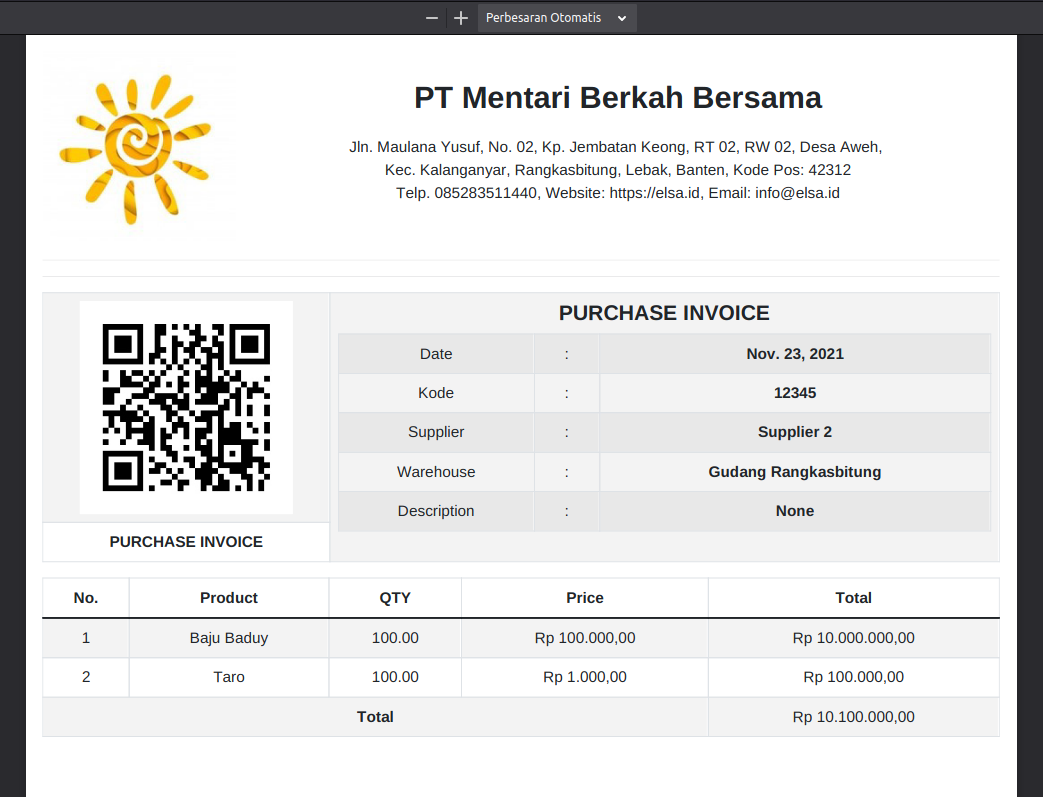 Perbesaran Otomatis
PT Mentari Berkah Bersama
Jln. Maulana Yusuf, No. 02, Kp. Jembatan Keong, RT 02, RW 02, Desa Aweh,
Kec. Kalanganyar, Rangkasbitung, Lebak, Banten, Kode Pos: 42312
Telp. 085283511440, Website: https://elsa.id, Email: info@elsa.id
PURCHASE INVOICE
Date : Nov. 23, 2021
Kode : 12345
Supplier : Supplier 2
Warehouse : Gudang Rangkasbitung
Description : None
PURCHASE INVOICE
No. Product QTY Price Total
1 Baju Baduy 100.00 Rp 100.000,00 Rp 10.000.000,00
2 Taro 100.00 Rp 1.000,00 Rp 100.000,00
Total Rp 10.100.000,00